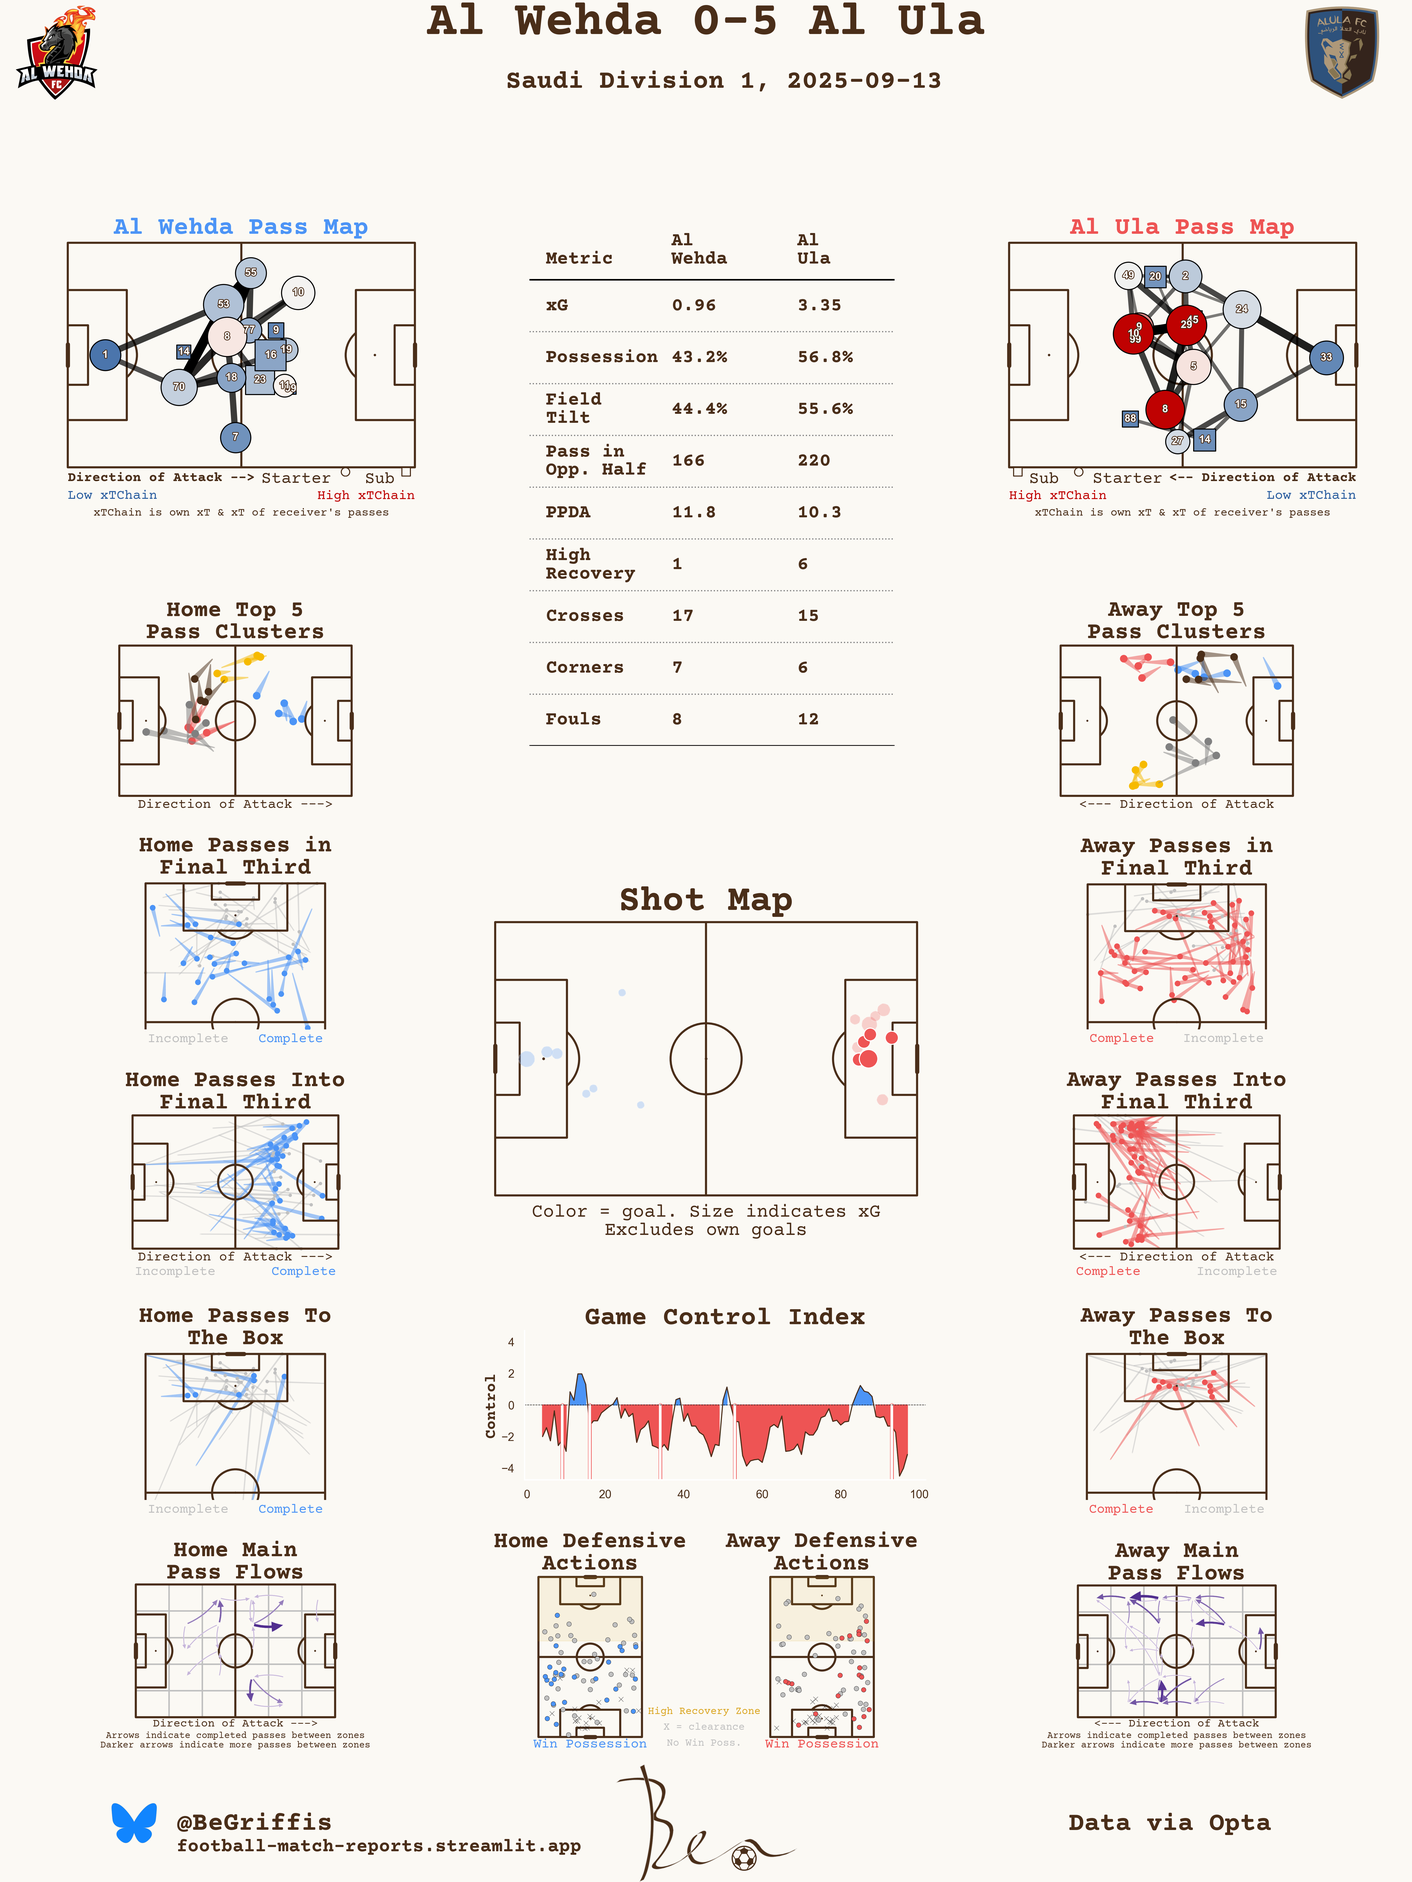 Al Wehda 0-5 Al Ula
Saudi Division 1, 2025-09-13
AL WEHDA
FC
ALULA FC
Al Wehda Pass Map
55
10
53
77
9
8
14
16
19
1
18
23
11
70
7
Direction of Attack --> Starter Sub
Low xTChain High xTChain
xTChain is own xT & xT of receiver's passes
Metric Al Wehda Al Ula
xG 0.96 3.35
Possession 43.2% 56.8%
Field Tilt 44.4% 55.6%
Pass in Opp. Half 166 220
PPDA 11.8 10.3
High Recovery 1 6
Crosses 17 15
Corners 7 6
Fouls 8 12
Al Ula Pass Map
49
20
2
24
45
29
9
10
99
33
5
8
15
88
27
14
Sub Starter <-- Direction of Attack
High xTChain Low xTChain
xTChain is own xT & xT of receiver's passes
Home Top 5
Pass Clusters
Direction of Attack --->
Away Top 5
Pass Clusters
<--- Direction of Attack
Home Passes in
Final Third
Incomplete Complete
Away Passes in
Final Third
Complete Incomplete
Shot Map
Color = goal. Size indicates xG
Excludes own goals
Home Passes Into
Final Third
Direction of Attack --->
Incomplete Complete
Away Passes Into
Final Third
<--- Direction of Attack
Complete Incomplete
Home Passes To
The Box
Incomplete Complete
Game Control Index
Control
4
2
0
−2
−4
0 20 40 60 80 100
Away Passes To
The Box
Complete Incomplete
Home Main
Pass Flows
Direction of Attack --->
Arrows indicate completed passes between zones
Darker arrows indicate more passes between zones
Home Defensive
Actions
Win Possession
Away Defensive
Actions
Win Possession
High Recovery Zone
X = clearance
No Win Poss.
Away Main
Pass Flows
<--- Direction of Attack
Arrows indicate completed passes between zones
Darker arrows indicate more passes between zones
@BeGriffis
football-match-reports.streamlit.app
Ben
Data via Opta